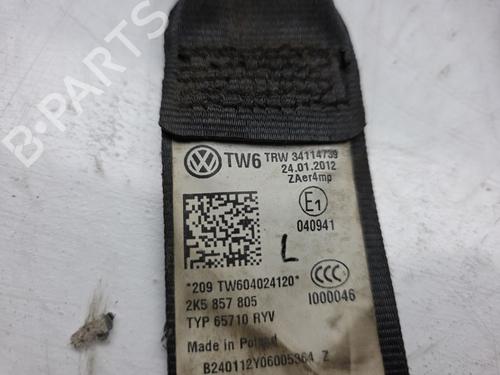 B-PARTS
TW6 TRW 34114739
24.01.2012
ZAer4mp
E1
040941
L
*209 TW604024120*
CCC
2K5 857 805
I000046
TYP 65710 RYV
Made in Poland
B240112Y06005364 Z